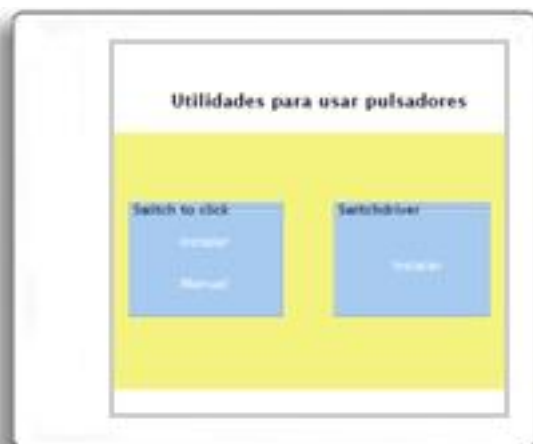 Utilidades para usar pulsadores
Switch to click
Instalar
Manual
Switchdriver
Instalar